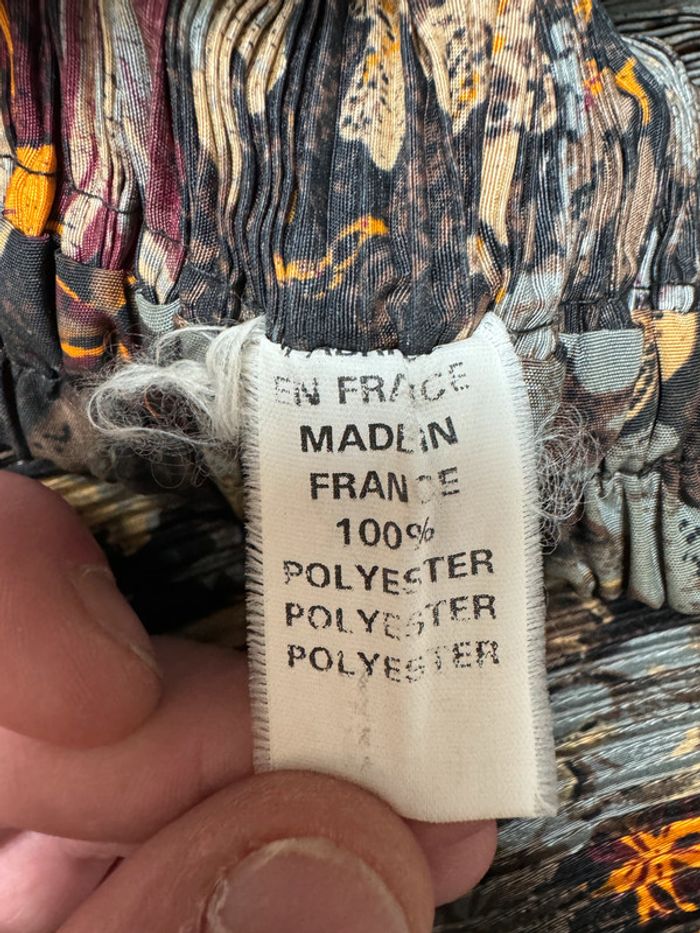 EN FRANCE
MADE IN
FRANCE
100%
POLYESTER
POLYESTER
POLYESTER